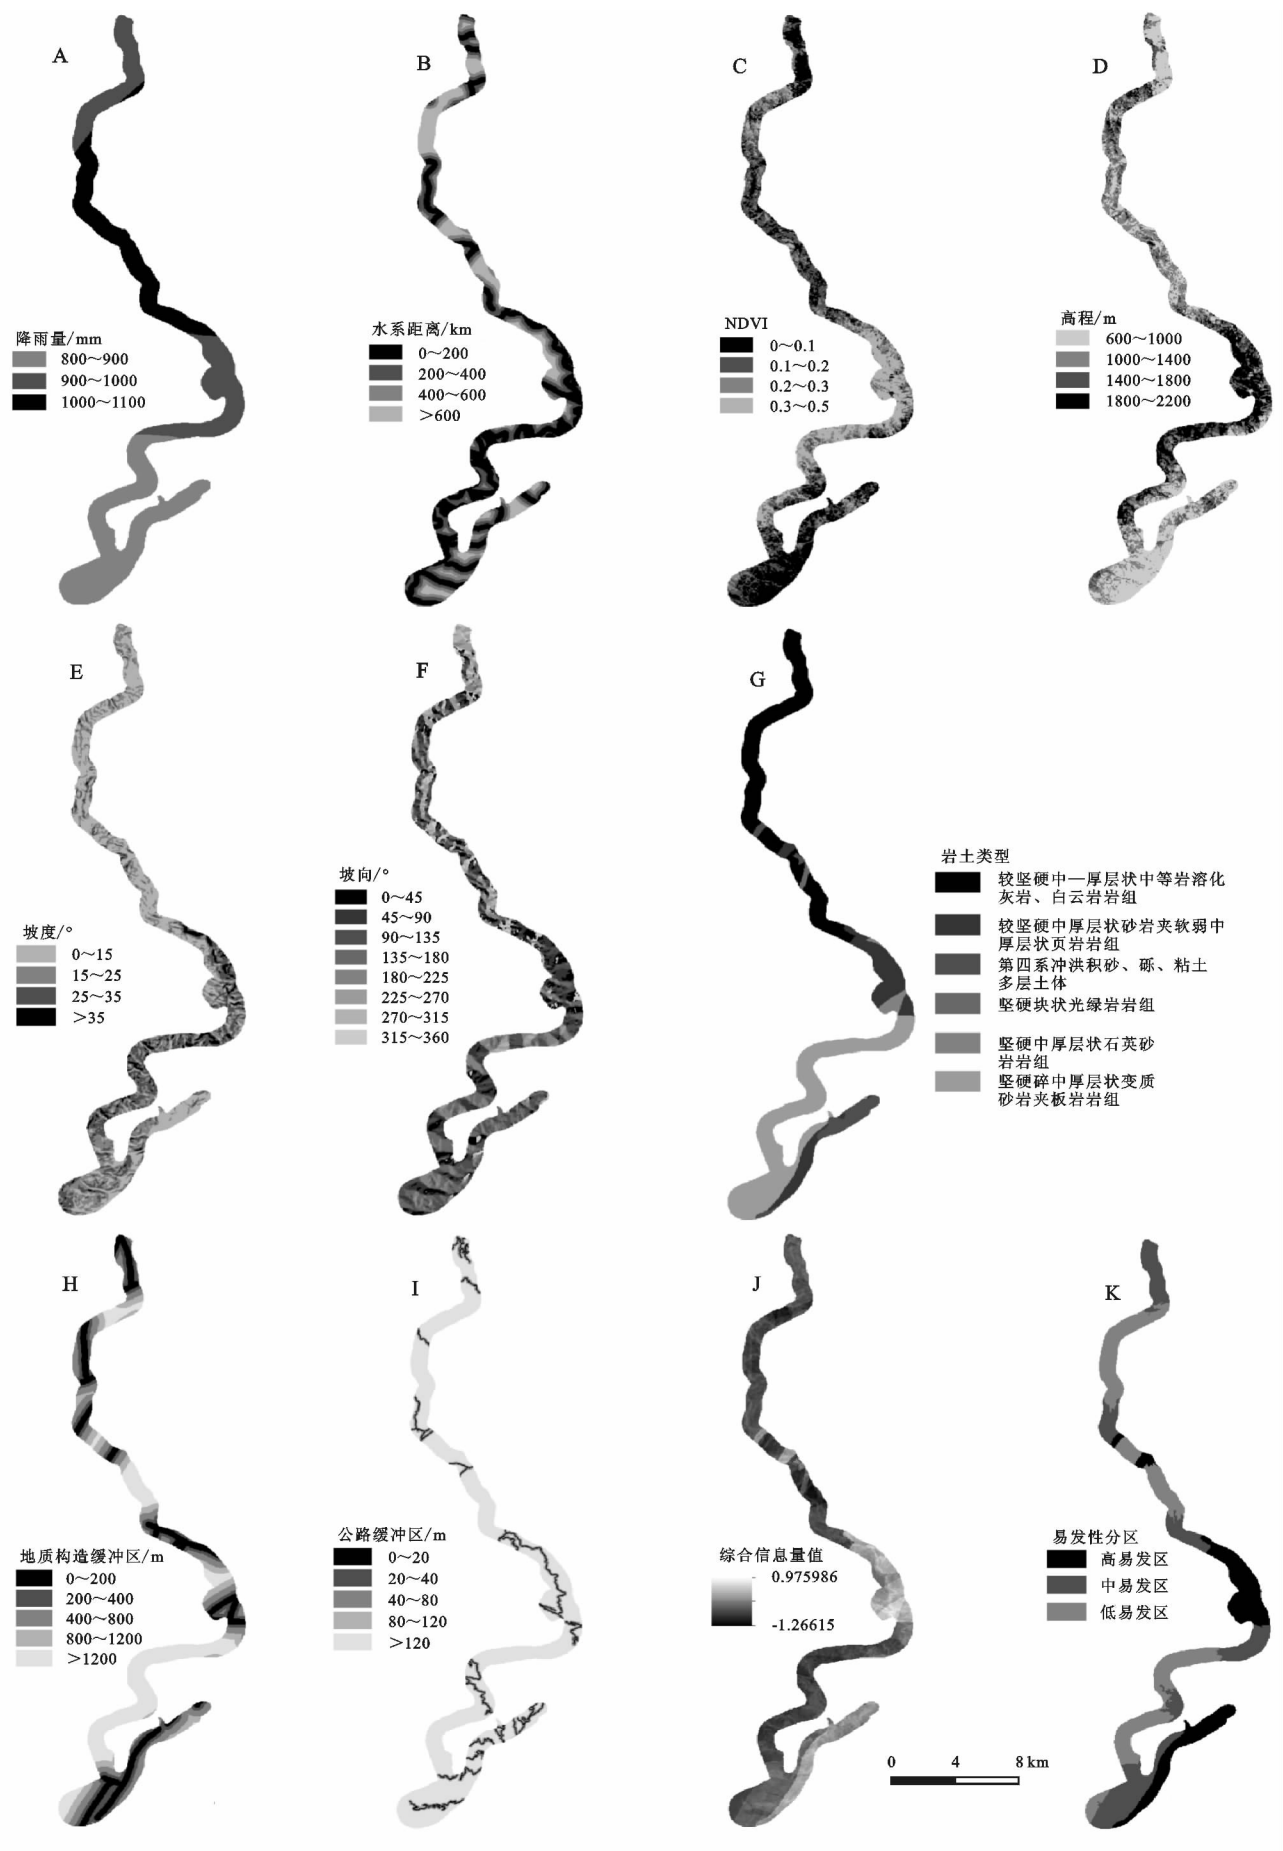 A
B
C
D
降雨量/mm
800～900
900～1000
1000～1100
水系距离/km
0～200
200～400
400～600
＞600
NDVI
0～0.1
0.1～0.2
0.2～0.3
0.3～0.5
高程/m
600～1000
1000～1400
1400～1800
1800～2200
E
F
G
坡度/°
0～15
15～25
25～35
＞35
坡向/°
0～45
45～90
90～135
135～180
180～225
225～270
270～315
315～360
岩土类型
较坚硬中—厚层状中等岩溶化
灰岩、白云岩岩组
较坚硬中厚层状砂岩夹软弱中
厚层状页岩岩组
第四系冲洪积砂、砾、粘土
多层土体
坚硬块状光绿岩岩组
坚硬中厚层状石英砂
岩岩组
坚硬碎中厚层状变质
砂岩夹板岩岩组
H
I
J
K
地质构造缓冲区/m
0～200
200～400
400～800
800～1200
＞1200
公路缓冲区/m
0～20
20～40
40～80
80～120
＞120
综合信息量值
0.975986
-1.26615
易发性分区
高易发区
中易发区
低易发区
0 4 8 km